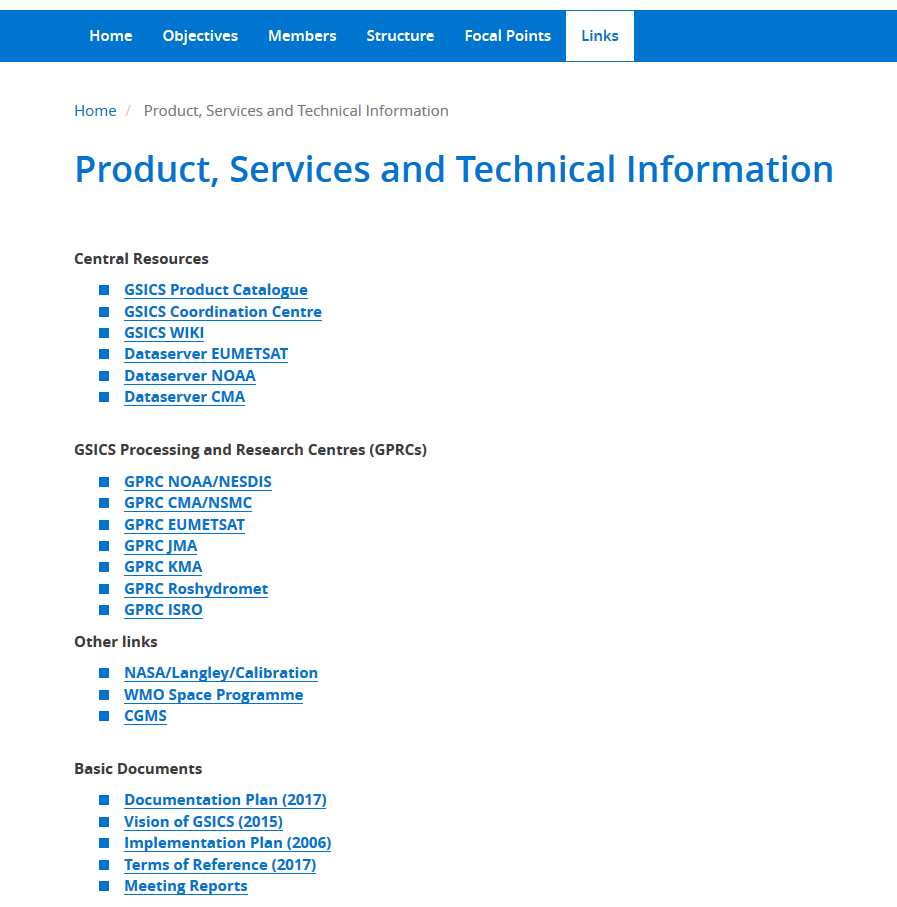 Home Objectives Members Structure Focal Points Links
Home / Product, Services and Technical Information
Product, Services and Technical Information
Central Resources
GSICS Product Catalogue
GSICS Coordination Centre
GSICS WIKI
Dataserver EUMETSAT
Dataserver NOAA
Dataserver CMA
GSICS Processing and Research Centres (GPRCs)
GPRC NOAA/NESDIS
GPRC CMA/NSMC
GPRC EUMETSAT
GPRC JMA
GPRC KMA
GPRC Roshydromet
GPRC ISRO
Other links
NASA/Langley/Calibration
WMO Space Programme
CGMS
Basic Documents
Documentation Plan (2017)
Vision of GSICS (2015)
Implementation Plan (2006)
Terms of Reference (2017)
Meeting Reports